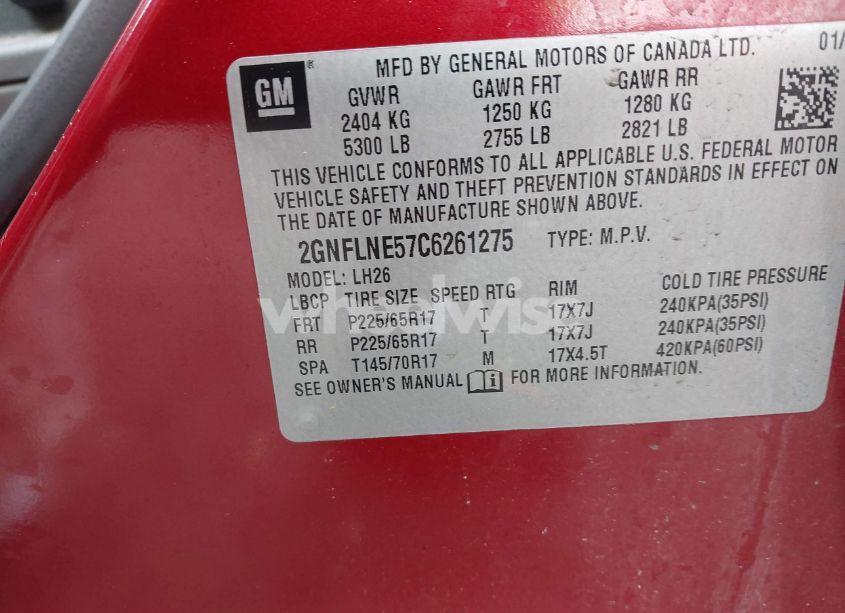 GM ® MFD BY GENERAL MOTORS OF CANADA LTD. 01/
GVWR GAWR FRT GAWR RR
2404 KG 1250 KG 1280 KG
5300 LB 2755 LB 2821 LB
THIS VEHICLE CONFORMS TO ALL APPLICABLE U.S. FEDERAL MOTOR
VEHICLE SAFETY AND THEFT PREVENTION STANDARDS IN EFFECT ON
THE DATE OF MANUFACTURE SHOWN ABOVE.
2GNFLNE57C6261275 TYPE: M.P.V.
MODEL: LH26
LBCP TIRE SIZE SPEED RTG RIM COLD TIRE PRESSURE
FRT P225/65R17 T 17X7J 240KPA(35PSI)
RR P225/65R17 T 17X7J 240KPA(35PSI)
SPA T145/70R17 M 17X4.5T 420KPA(60PSI)
SEE OWNER'S MANUAL FOR MORE INFORMATION.